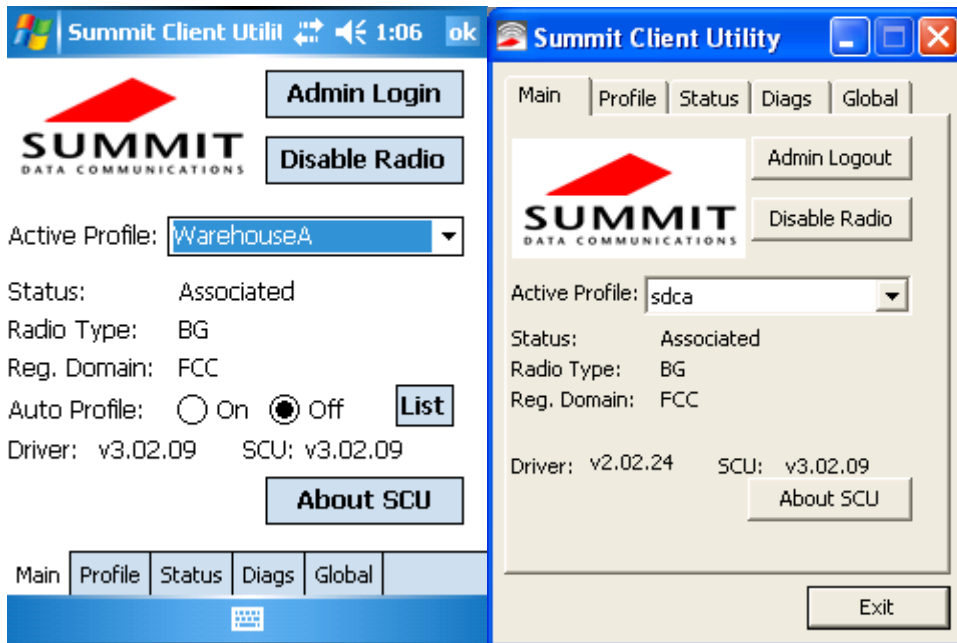 Summit Client Utilit 1:06 ok
Admin Login
SUMMIT
DATA COMMUNICATIONS
Disable Radio
Active Profile: WarehouseA
Status: Associated
Radio Type: BG
Reg. Domain: FCC
Auto Profile: On Off List
Driver: v3.02.09 SCU: v3.02.09
About SCU
Main Profile Status Diags Global
Summit Client Utility
Main Profile Status Diags Global
Admin Logout
SUMMIT
DATA COMMUNICATIONS
Disable Radio
Active Profile: sdca
Status: Associated
Radio Type: BG
Reg. Domain: FCC
Driver: v2.02.24 SCU: v3.02.09
About SCU
Exit